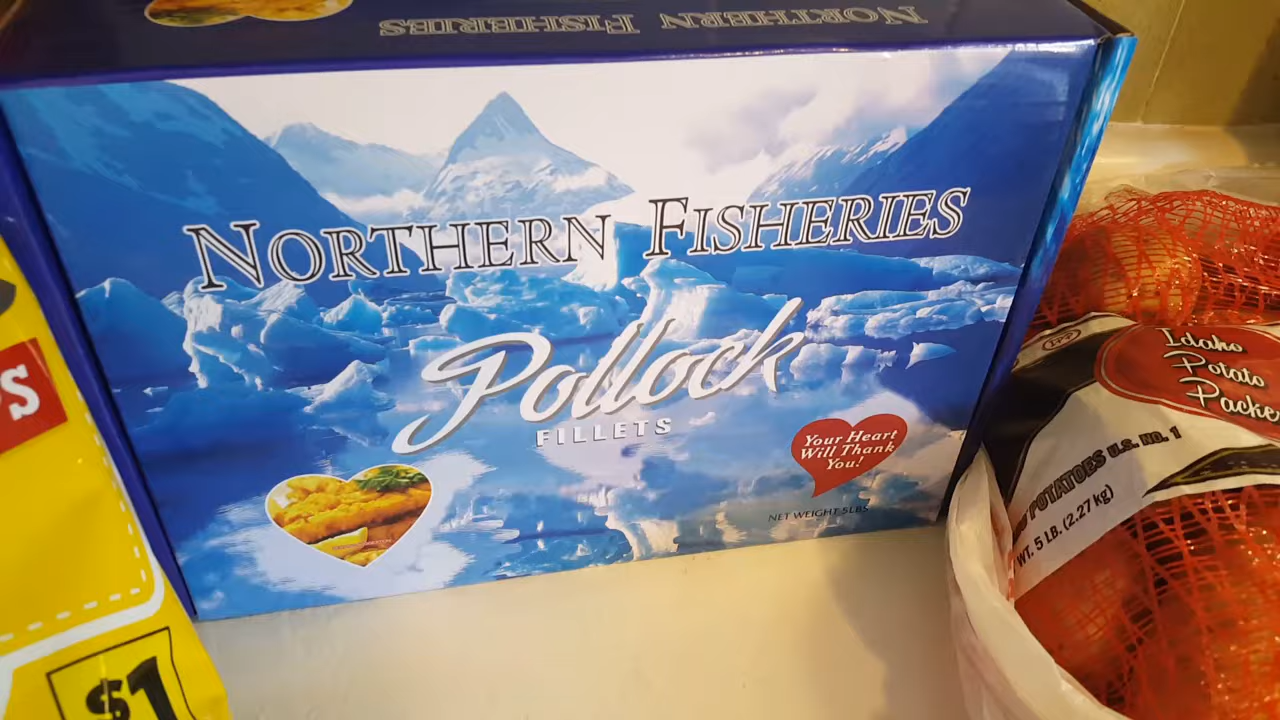 NORTHERN FISHERIES
NORTHERN FISHERIES
Pollock
FILLETS
Your Heart
Will Thank
You!
NET WEIGHT 5LBS
S
$1
Idaho
Potato
Packe
POTATOES U.S. NO. 1
WT. 5 LB. (2.27 kg)